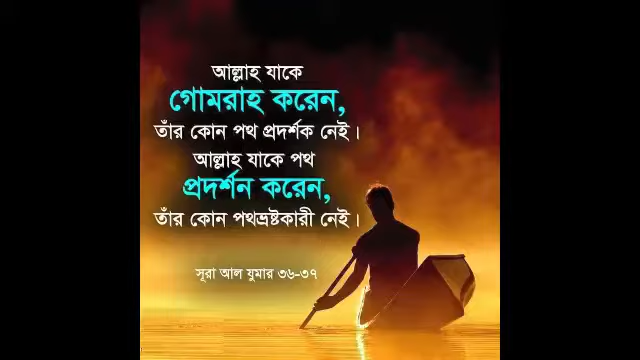 আল্লাহ যাকে
গোমরাহ করেন,
তাঁর কোন পথ প্রদর্শক নেই।
আল্লাহ যাকে পথ
প্রদর্শন করেন,
তাঁর কোন পথভ্রষ্টকারী নেই।
সূরা আল যুমার ৩৬-৩৭